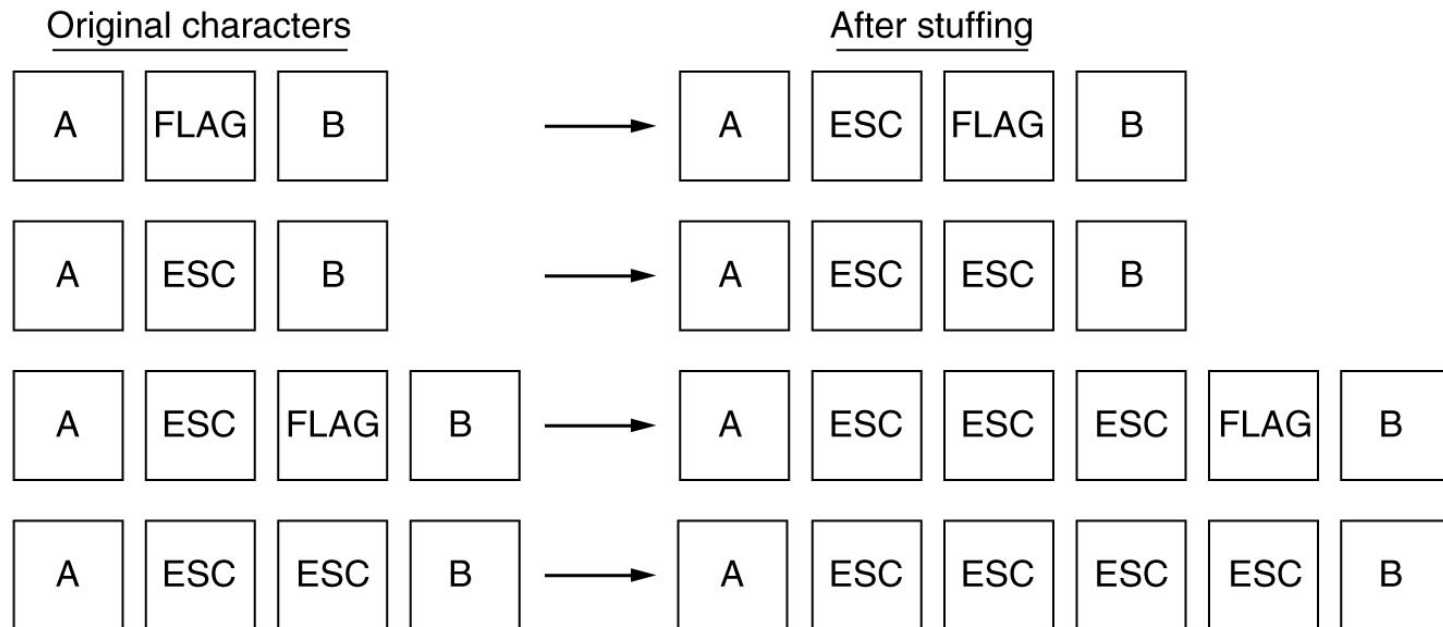 Original characters After stuffing
A FLAG B A ESC FLAG B
A ESC B A ESC ESC B
A ESC FLAG B A ESC ESC ESC FLAG B
A ESC ESC B A ESC ESC ESC ESC B